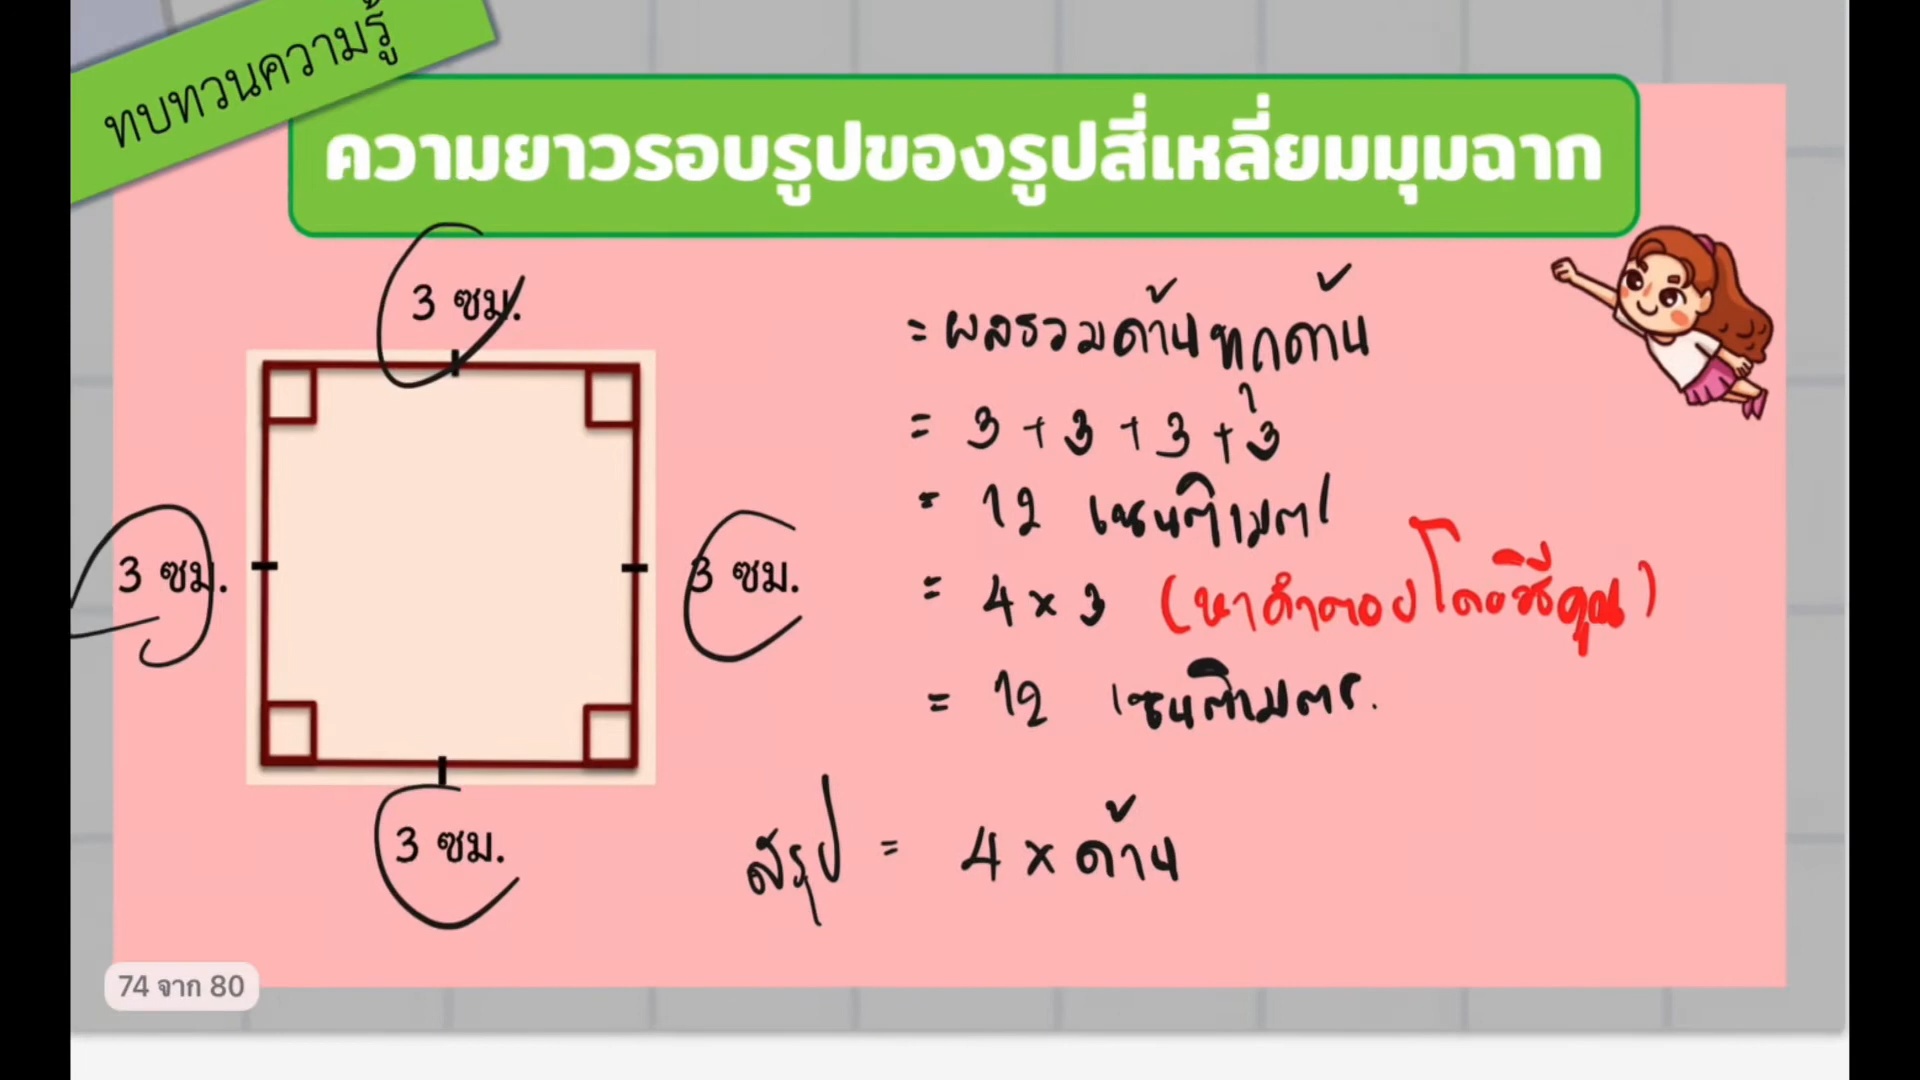 ทบทวนความรู้
ความยาวรอบรูปของรูปสี่เหลี่ยมมุมฉาก
3 ซม.
3 ซม.
3 ซม.
3 ซม.
= ผลรวมด้านทุกด้าน
= 3 + 3 + 3 + 3
= 12 เซนติเมตร
= 4 x 3 (หาคำตอบโดยวิธีคูณ)
= 12 เซนติเมตร.
สรุป = 4 x ด้าน
74 จาก 80